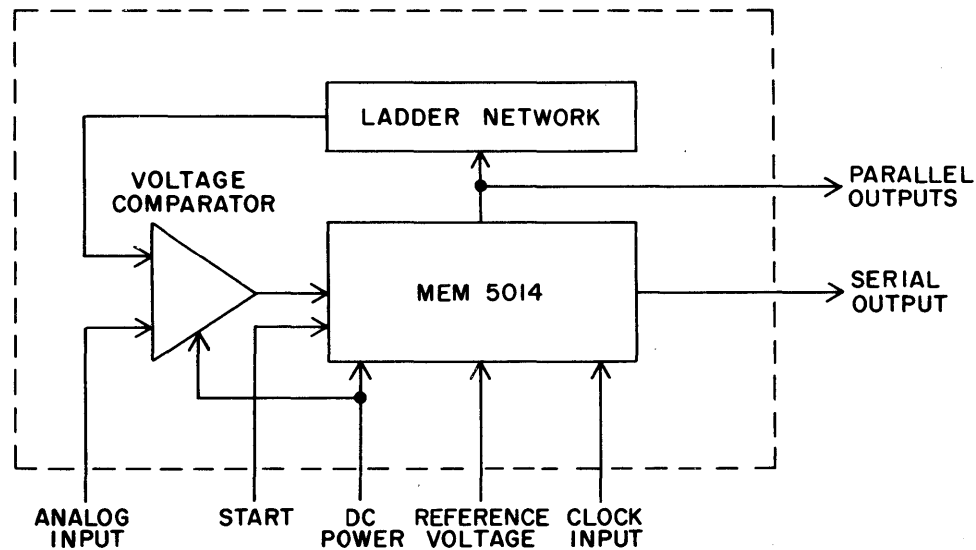 LADDER NETWORK
VOLTAGE
COMPARATOR
PARALLEL
OUTPUTS
MEM 5014
SERIAL
OUTPUT
ANALOG
INPUT
START
DC
POWER
REFERENCE
VOLTAGE
CLOCK
INPUT